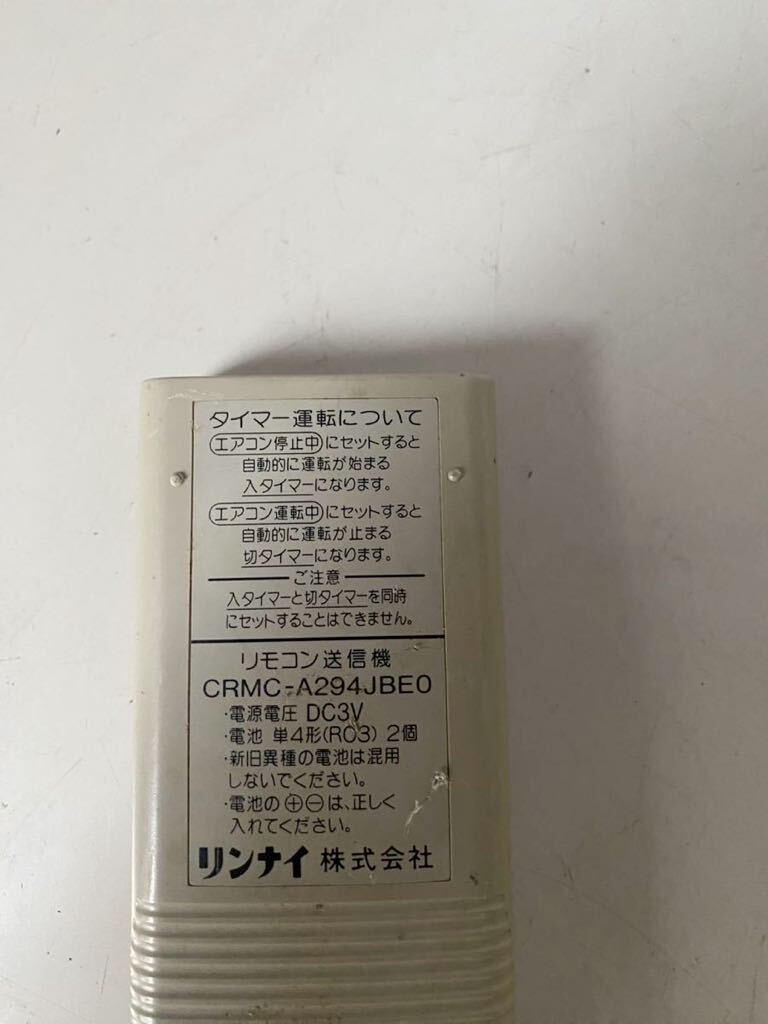 タイマー運転について
エアコン停止中にセットすると
自動的に運転が始まる
入タイマーになります。
エアコン運転中にセットすると
自動的に運転が止まる
切タイマーになります。
ご注意
入タイマーと切タイマーを同時
にセットすることはできません。
リモコン送信機
CRMC-A294JBE0
・電源電圧 DC3V
・電池 単4形(R03) 2個
・新旧異種の電池は混用
しないでください。
・電池の⊕⊖は、正しく
入れてください。
リンナイ 株式会社